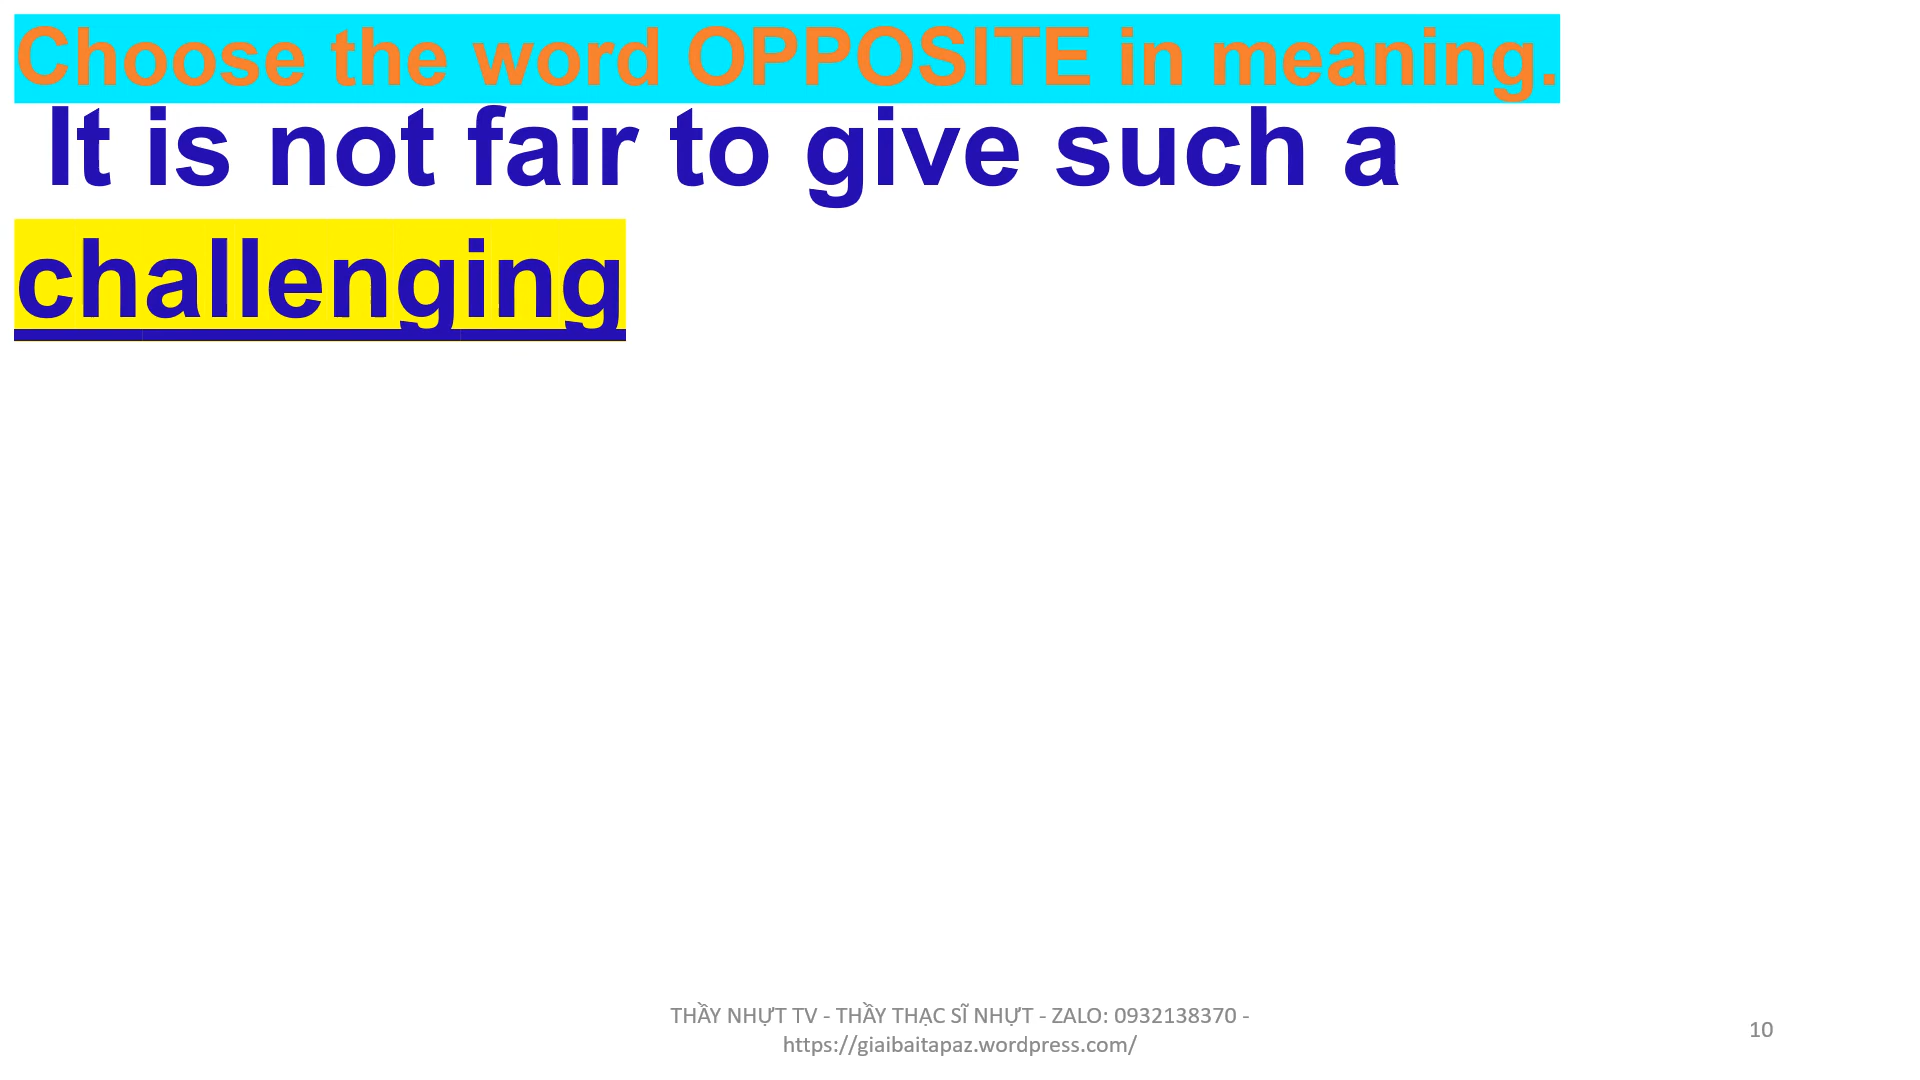 Choose the word OPPOSITE in meaning.
It is not fair to give such a
challenging
THẦY NHỰT TV - THẦY THẠC SĨ NHỰT - ZALO: 0932138370 -
https://giaibaitapaz.wordpress.com/
10